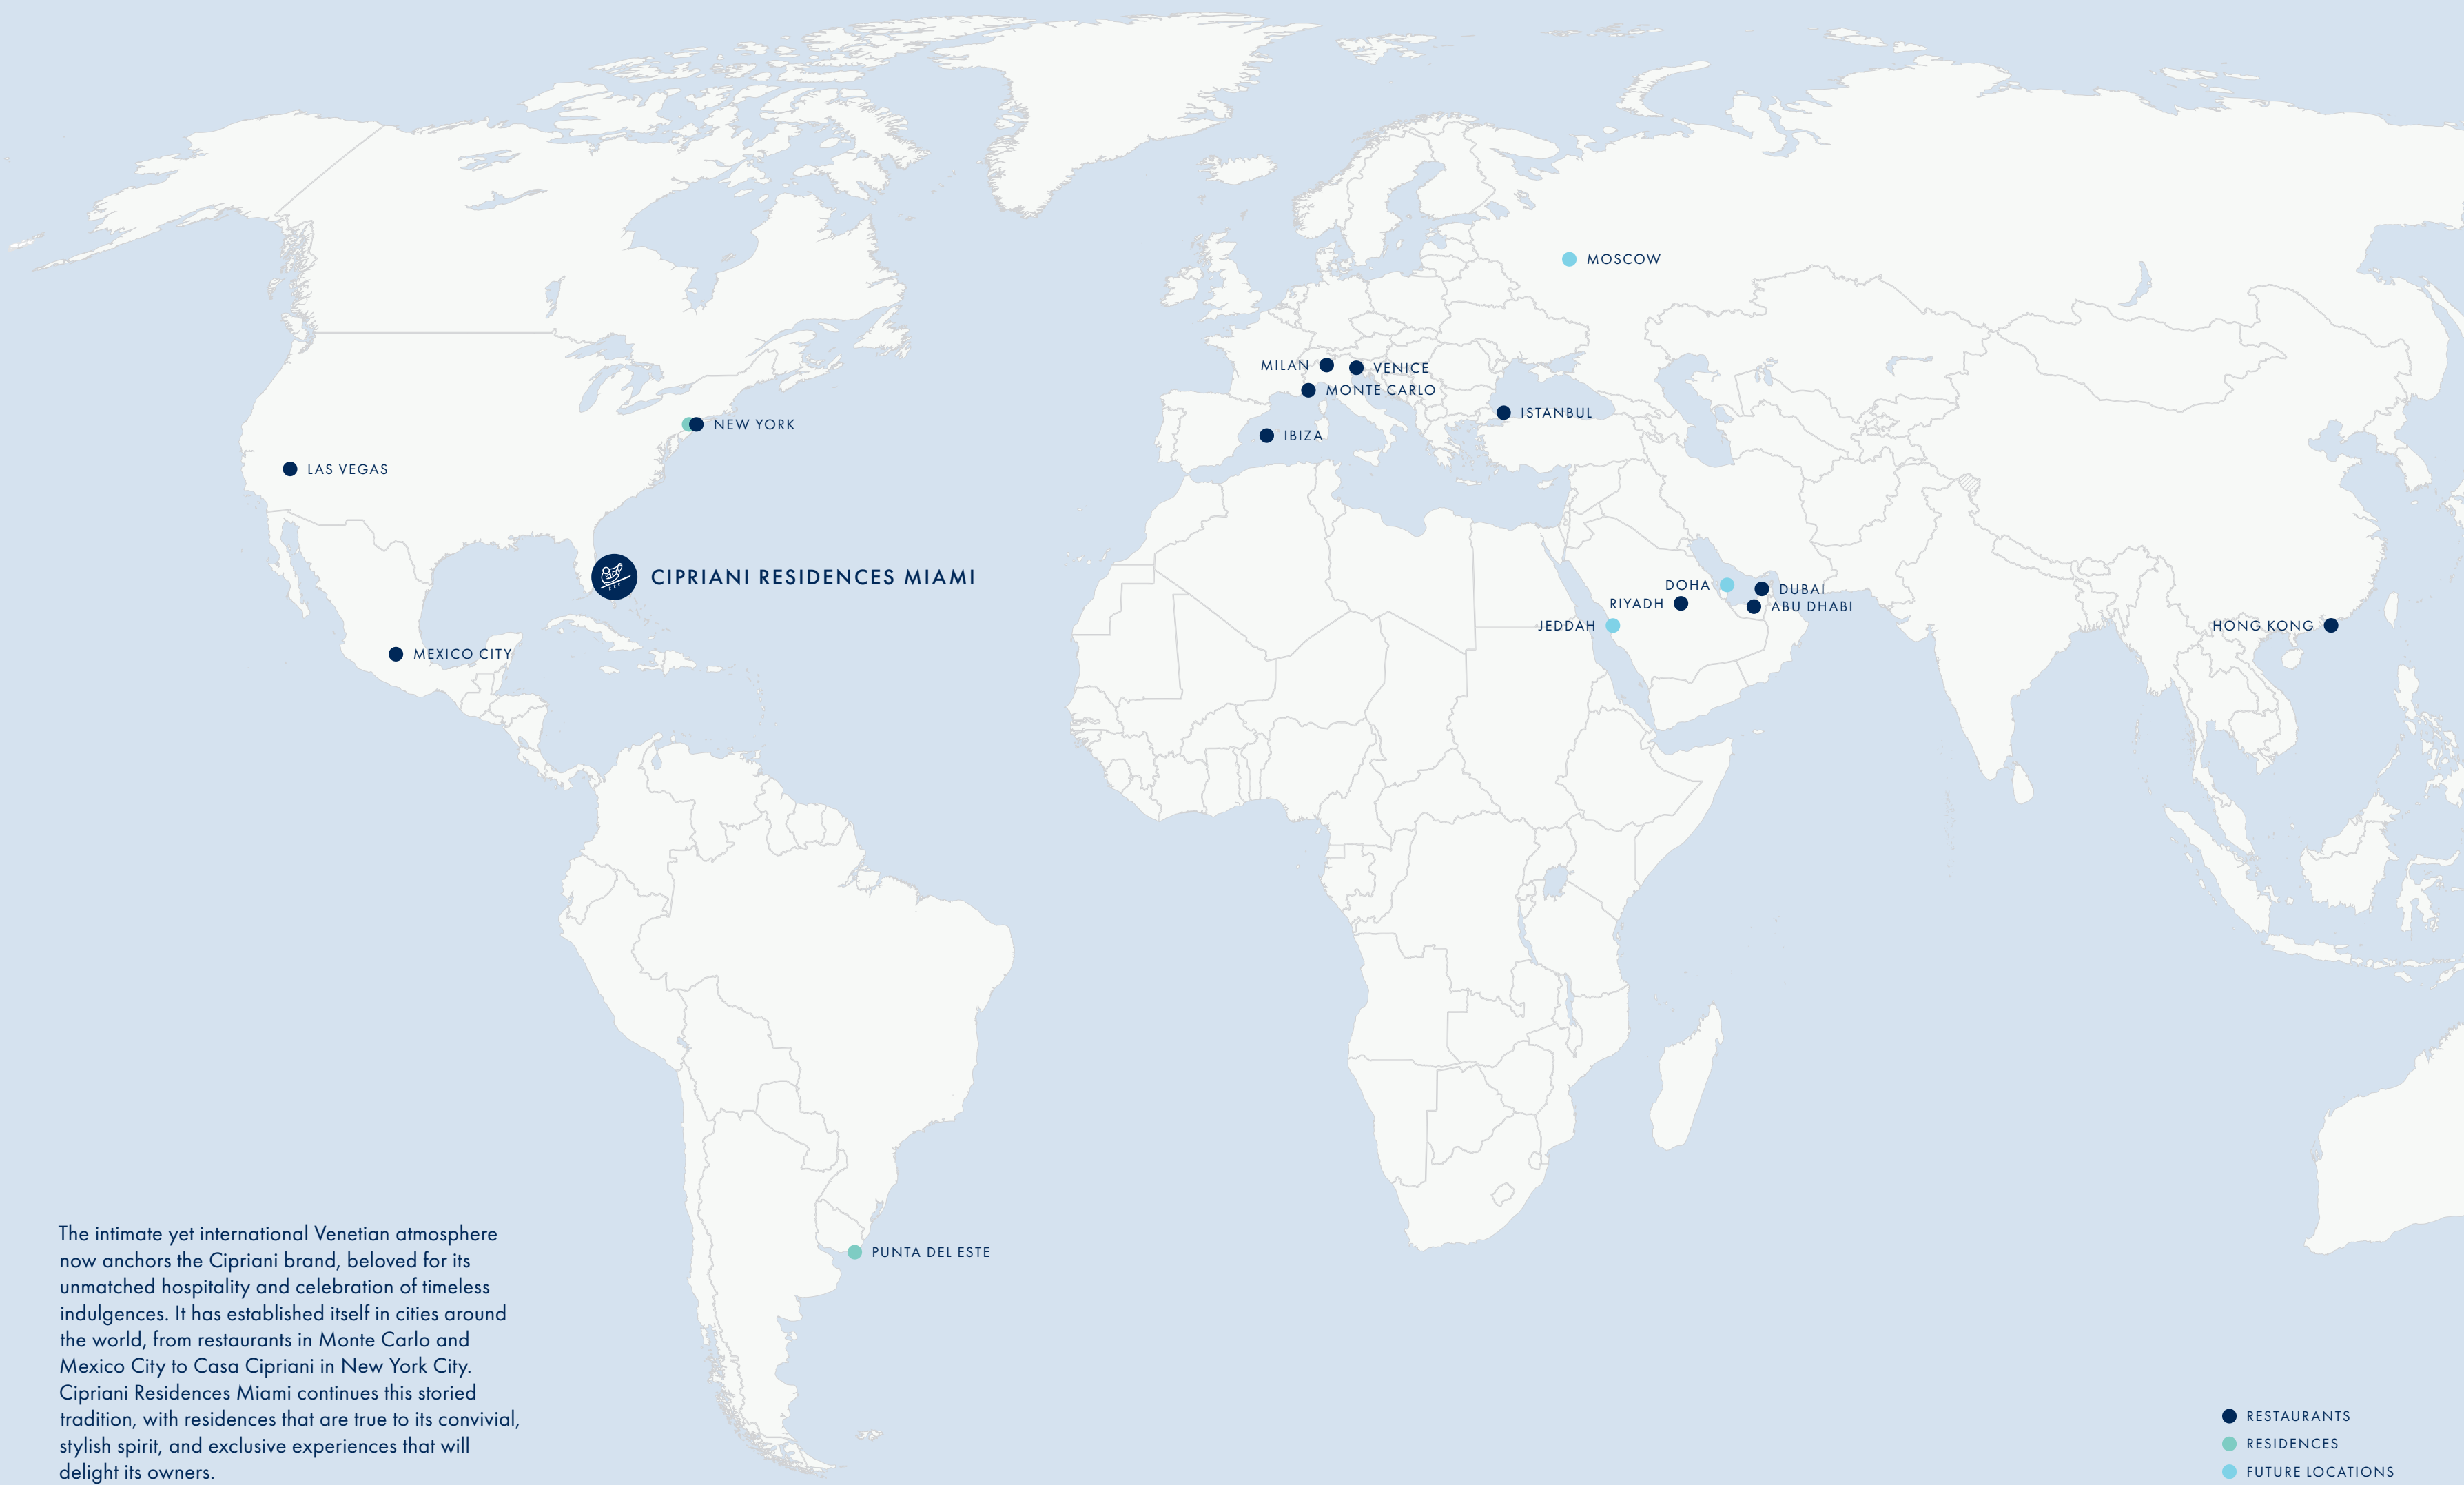 MOSCOW
MILAN
VENICE
MONTE CARLO
ISTANBUL
NEW YORK
IBIZA
LAS VEGAS
CIPRIANI RESIDENCES MIAMI
DOHA
DUBAI
RIYADH
ABU DHABI
JEDDAH
HONG KONG
MEXICO CITY
PUNTA DEL ESTE
The intimate yet international Venetian atmosphere
now anchors the Cipriani brand, beloved for its
unmatched hospitality and celebration of timeless
indulgences. It has established itself in cities around
the world, from restaurants in Monte Carlo and
Mexico City to Casa Cipriani in New York City.
Cipriani Residences Miami continues this storied
tradition, with residences that are true to its convivial,
stylish spirit, and exclusive experiences that will
delight its owners.
RESTAURANTS
RESIDENCES
FUTURE LOCATIONS